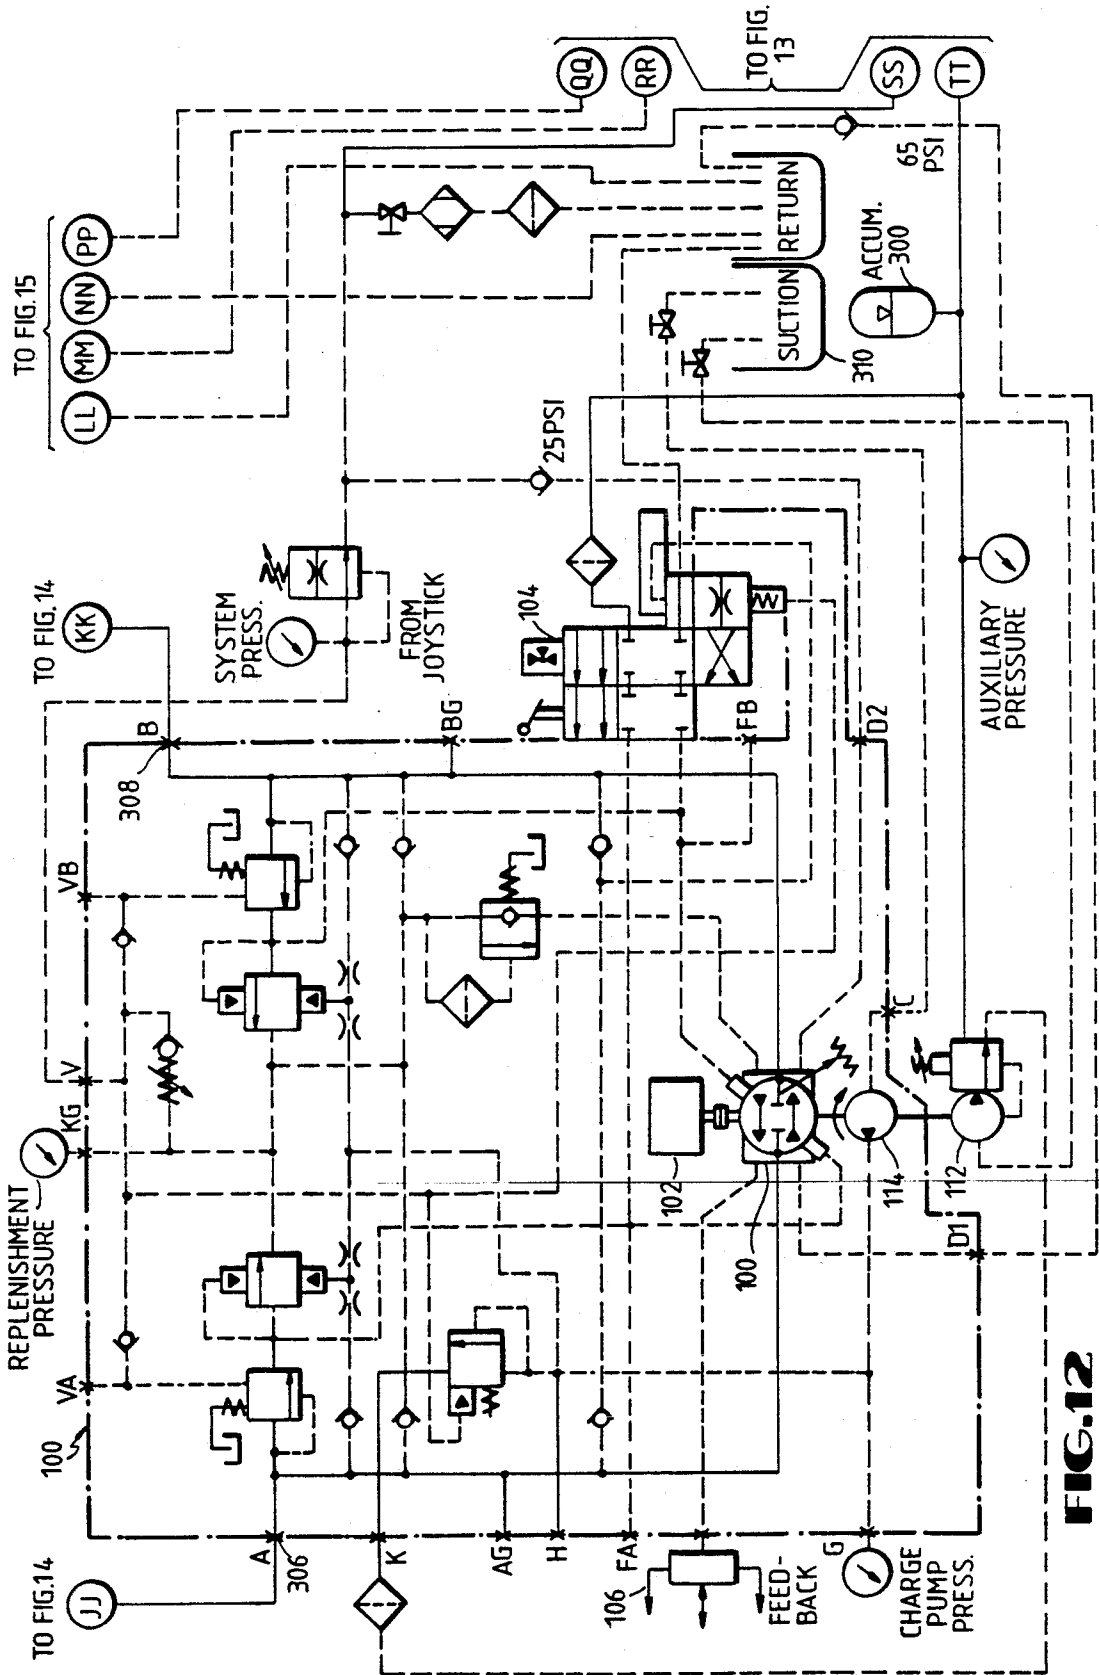 TO FIG.14
JJ
A
306
K
AG
H
FA
106
FEED-
BACK
G
CHARGE
PUMP
PRESS.
100
VA
REPLENISHMENT
PRESSURE
KG
V
VB
308
B
TO FIG.14
KK
BG
FB
D2
C
D1
102
100
114
112
104
SYSTEM
PRESS.
FROM
JOYSTICK
25PSI
AUXILIARY
PRESSURE
TO FIG.15
LL
MM
NN
PP
SUCTION
RETURN
310
ACCUM.
300
65
PSI
TO FIG.
13
QQ
RR
SS
TT
FIG.12